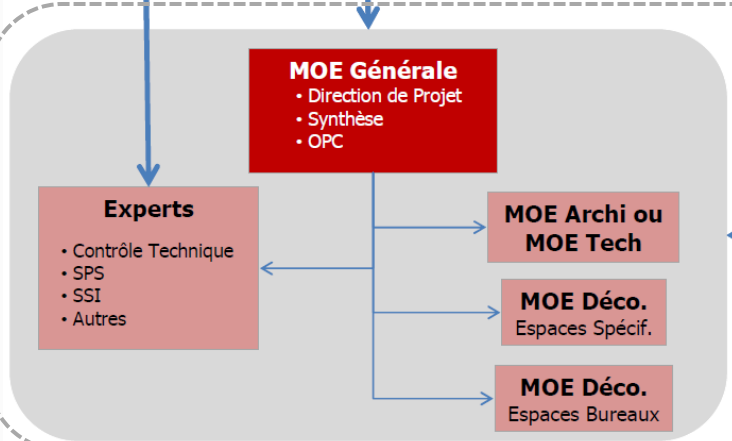 MOE Générale
• Direction de Projet
• Synthèse
• OPC
Experts
• Contrôle Technique
• SPS
• SSI
• Autres
MOE Archi ou
MOE Tech
MOE Déco.
Espaces Spécif.
MOE Déco.
Espaces Bureaux